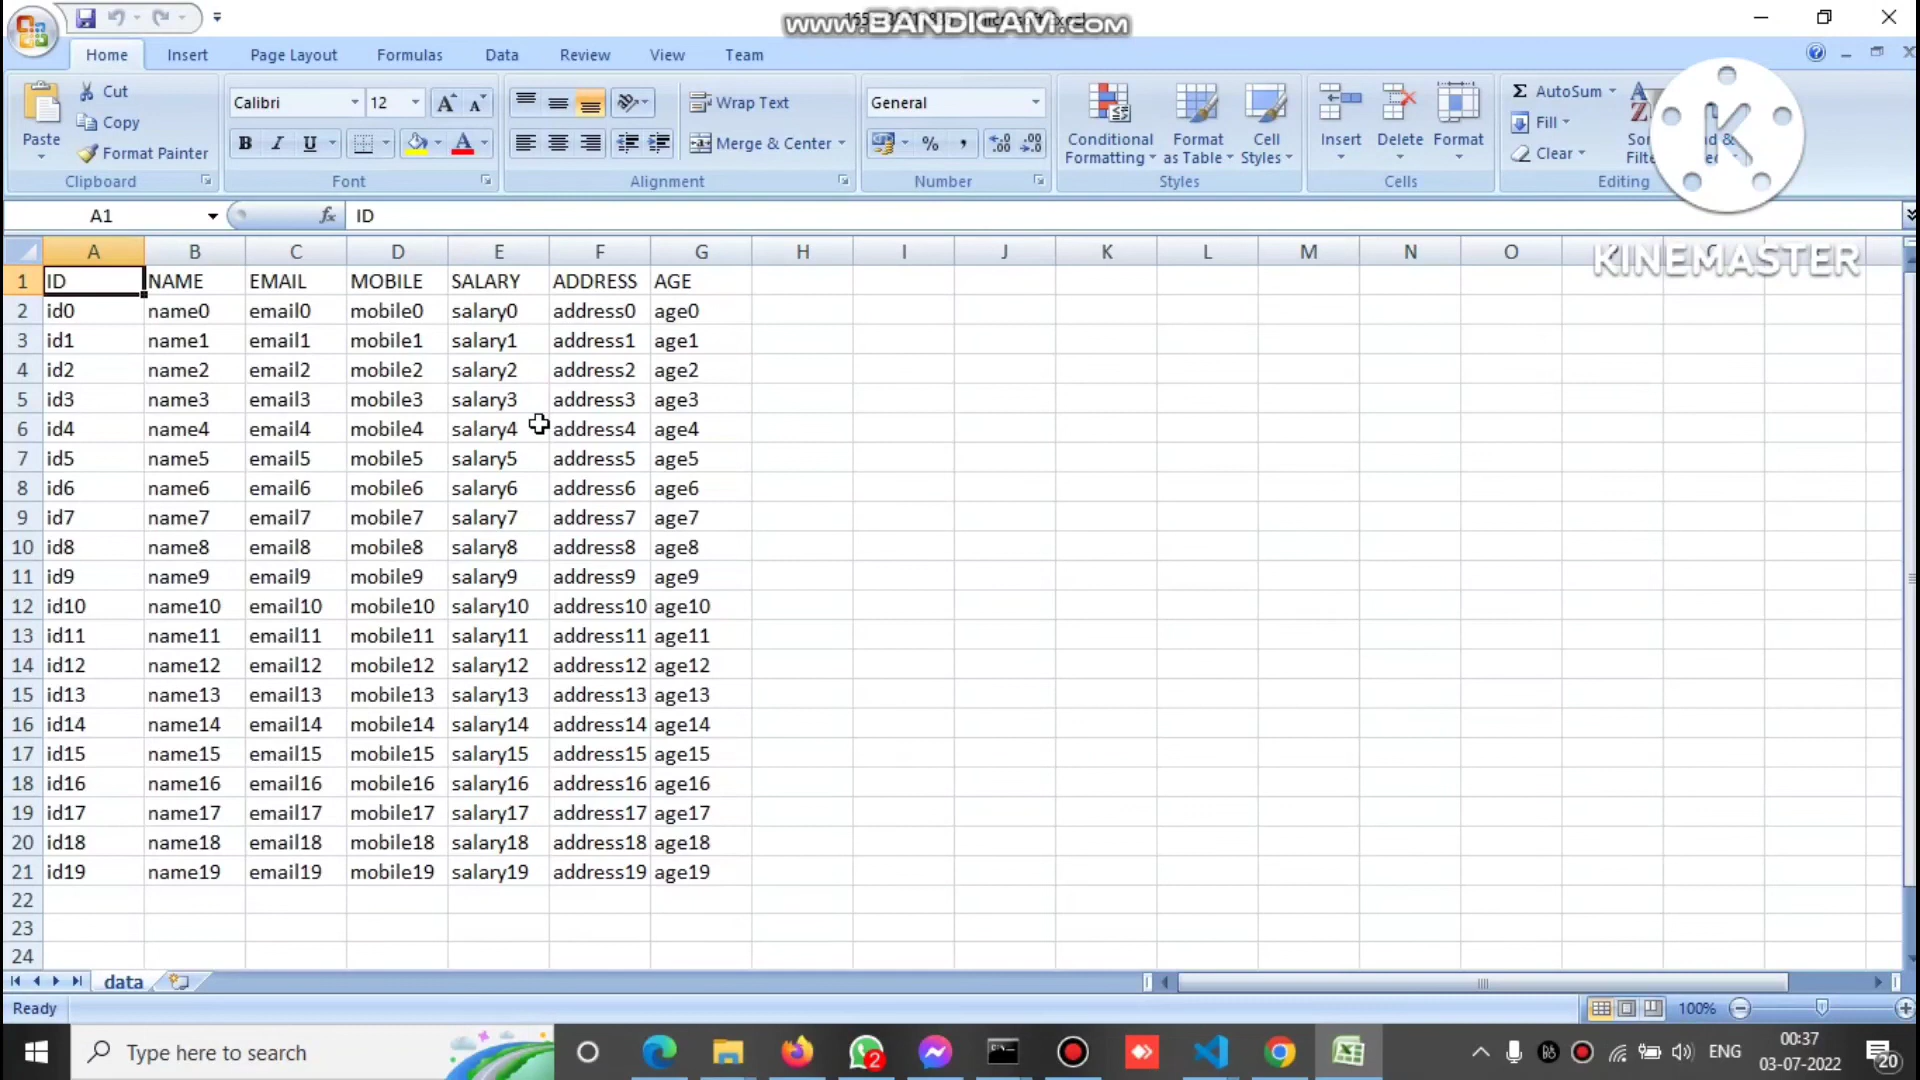 www.BANDICAM.com
Home Insert Page Layout Formulas Data Review View Team
Paste
Cut
Copy
Format Painter
Clipboard
Calibri 12
B I U
Font
Wrap Text
Merge & Center
Alignment
General
%
Number
Conditional Formatting
Format as Table
Cell Styles
Styles
Insert Delete Format
Cells
Σ AutoSum
Fill
Clear
Editing
K
A1 fx ID
KINEMASTER
A B C D E F G H I J K L M N O
1 ID NAME EMAIL MOBILE SALARY ADDRESS AGE
2 id0 name0 email0 mobile0 salary0 address0 age0
3 id1 name1 email1 mobile1 salary1 address1 age1
4 id2 name2 email2 mobile2 salary2 address2 age2
5 id3 name3 email3 mobile3 salary3 address3 age3
6 id4 name4 email4 mobile4 salary4 address4 age4
7 id5 name5 email5 mobile5 salary5 address5 age5
8 id6 name6 email6 mobile6 salary6 address6 age6
9 id7 name7 email7 mobile7 salary7 address7 age7
10 id8 name8 email8 mobile8 salary8 address8 age8
11 id9 name9 email9 mobile9 salary9 address9 age9
12 id10 name10 email10 mobile10 salary10 address10 age10
13 id11 name11 email11 mobile11 salary11 address11 age11
14 id12 name12 email12 mobile12 salary12 address12 age12
15 id13 name13 email13 mobile13 salary13 address13 age13
16 id14 name14 email14 mobile14 salary14 address14 age14
17 id15 name15 email15 mobile15 salary15 address15 age15
18 id16 name16 email16 mobile16 salary16 address16 age16
19 id17 name17 email17 mobile17 salary17 address17 age17
20 id18 name18 email18 mobile18 salary18 address18 age18
21 id19 name19 email19 mobile19 salary19 address19 age19
22
23
24
data
Ready 100%
Type here to search 2 ENG 00:37 20
03-07-2022